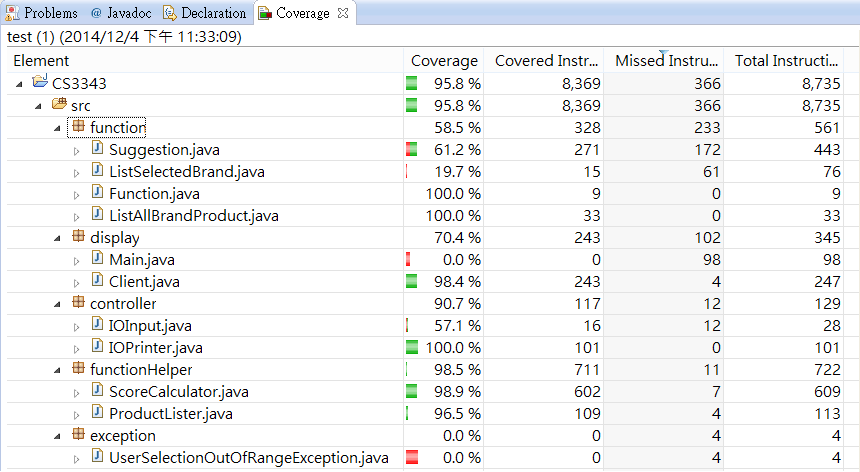 Problems @ Javadoc Declaration Coverage
test (1) (2014/12/4 下午 11:33:09)
Element Coverage Covered Instr... Missed Instru... Total Instructi...
CS3343 95.8 % 8,369 366 8,735
src 95.8 % 8,369 366 8,735
function 58.5 % 328 233 561
Suggestion.java 61.2 % 271 172 443
ListSelectedBrand.java 19.7 % 15 61 76
Function.java 100.0 % 9 0 9
ListAllBrandProduct.java 100.0 % 33 0 33
display 70.4 % 243 102 345
Main.java 0.0 % 0 98 98
Client.java 98.4 % 243 4 247
controller 90.7 % 117 12 129
IOInput.java 57.1 % 16 12 28
IOPrinter.java 100.0 % 101 0 101
functionHelper 98.5 % 711 11 722
ScoreCalculator.java 98.9 % 602 7 609
ProductLister.java 96.5 % 109 4 113
exception 0.0 % 0 4 4
UserSelectionOutOfRangeException.java 0.0 % 0 4 4